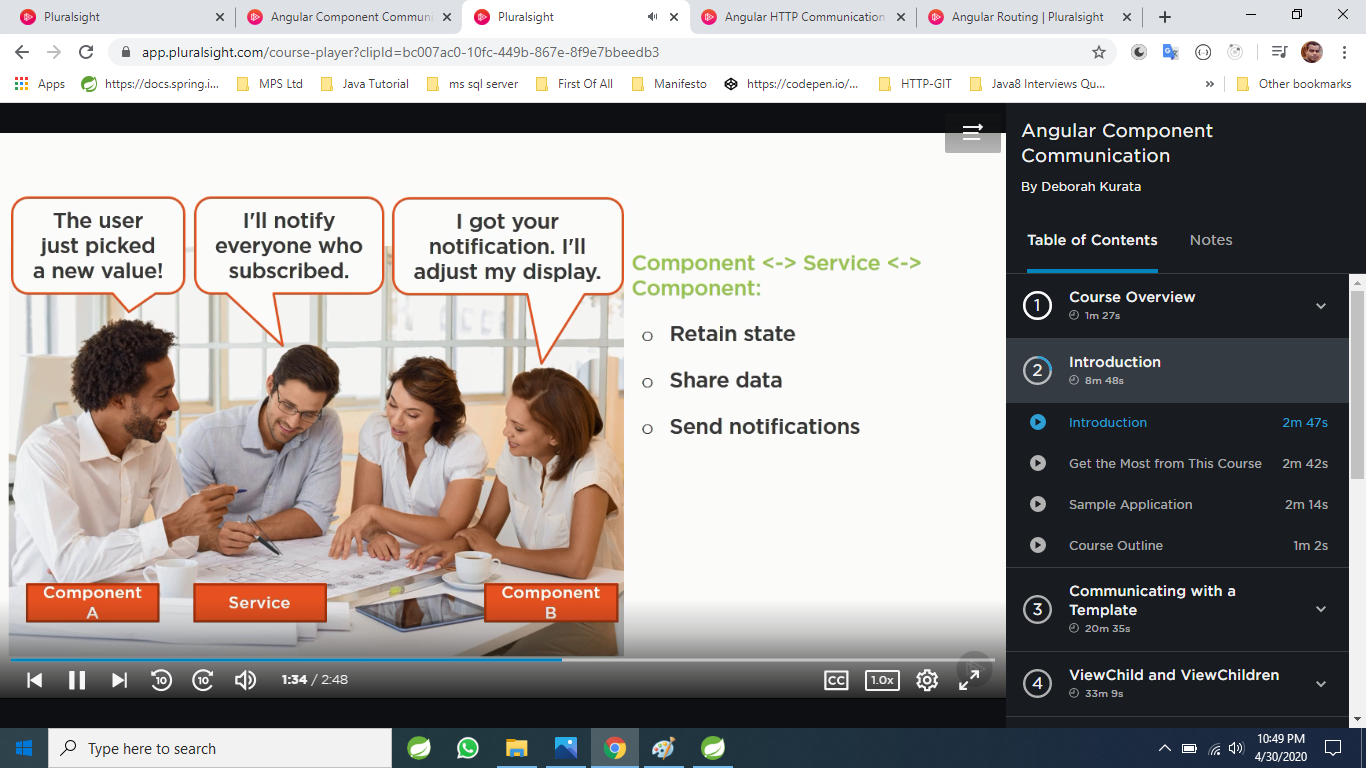 Pluralsight
Angular Component Communi
Pluralsight
Angular HTTP Communication
Angular Routing | Pluralsight
app.pluralsight.com/course-player?clipId=bc007ac0-10fc-449b-867e-8f9e7bbeedb3
Apps
https://docs.spring.i...
MPS Ltd
Java Tutorial
ms sql server
First Of All
Manifesto
https://codepen.io/...
HTTP-GIT
Java8 Interviews Qu...
»
Other bookmarks
The user
just picked
a new value!
I'll notify
everyone who
subscribed.
I got your
notification. I'll
adjust my display.
Component <-> Service <->
Component:
o Retain state
o Share data
o Send notifications
Component
A
Service
Component
B
10
10
1:34 / 2:48
CC
1.0x
Angular Component
Communication
By Deborah Kurata
Table of Contents
Notes
1
Course Overview
1m 27s
2
Introduction
8m 48s
Introduction 2m 47s
Get the Most from This Course 2m 42s
Sample Application 2m 14s
Course Outline 1m 2s
3
Communicating with a
Template
20m 35s
4
ViewChild and ViewChildren
33m 9s
Type here to search
10:49 PM
4/30/2020